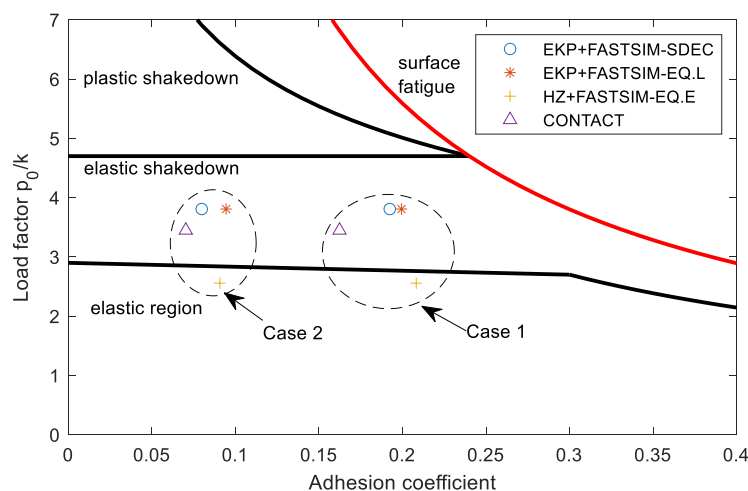 7
6
5
4
3
2
1
0
Load factor p0/k
plastic shakedown
elastic shakedown
elastic region
surface
fatigue
EKP+FASTSIM-SDEC
EKP+FASTSIM-EQ.L
HZ+FASTSIM-EQ.E
CONTACT
Case 2
Case 1
0
0.05
0.1
0.15
0.2
0.25
0.3
0.35
0.4
Adhesion coefficient